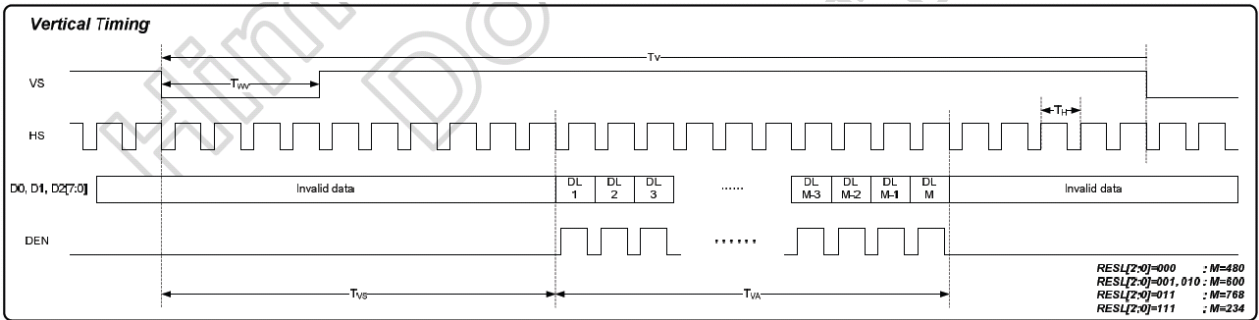 Vertical Timing
Tv
VS
TWV
TH
HS
D0, D1, D2[7:0]
Invalid data
DL 1
DL 2
DL 3
......
DL M-3
DL M-2
DL M-1
DL M
Invalid data
DEN
......
RESL[2:0]=000 ; M=480
RESL[2:0]=001, 010 ; M=600
RESL[2:0]=011 ; M=768
RESL[2:0]=111 ; M=234
TVS
TVA